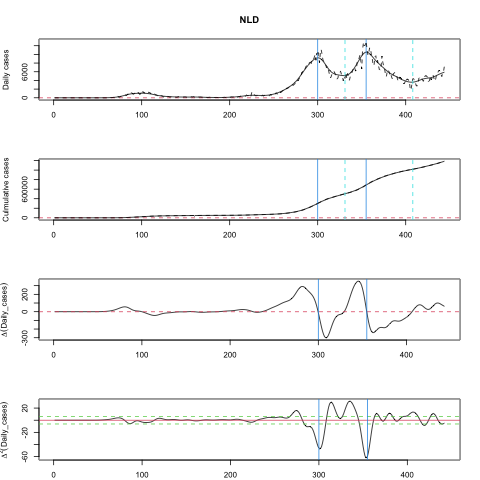 NLD
Daily cases
6000
0
0 100 200 300 400
Culmulative cases
600000
0
0 100 200 300 400
Δ(Daily_cases)
200
0
-300
0 100 200 300 400
Δ²(Daily_cases)
20
-20
-60
0 100 200 300 400